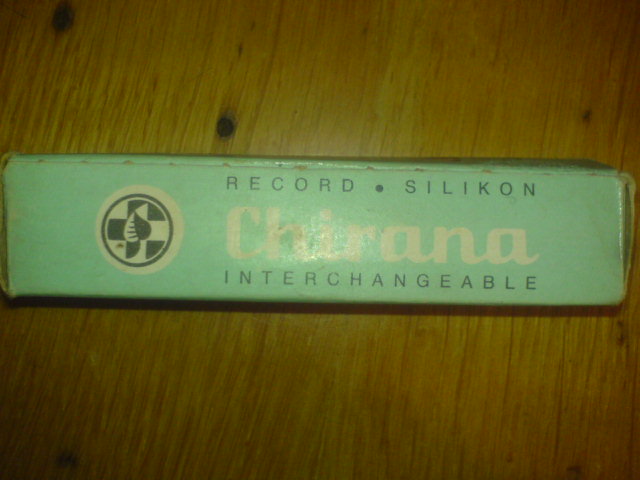 RECORD • SILIKON
Chirana
INTERCHANGEABLE